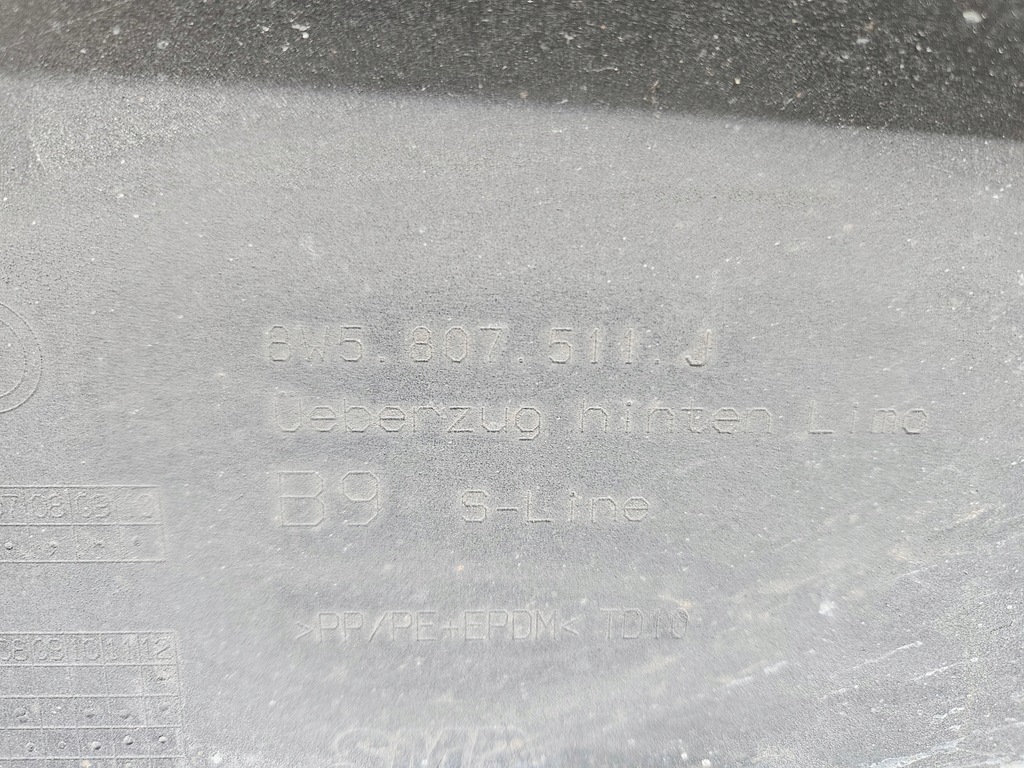 8W5.807.511.J
Ueberzug hinten Limo
B9 S-Line
>PP/PE+EPDM< TD10